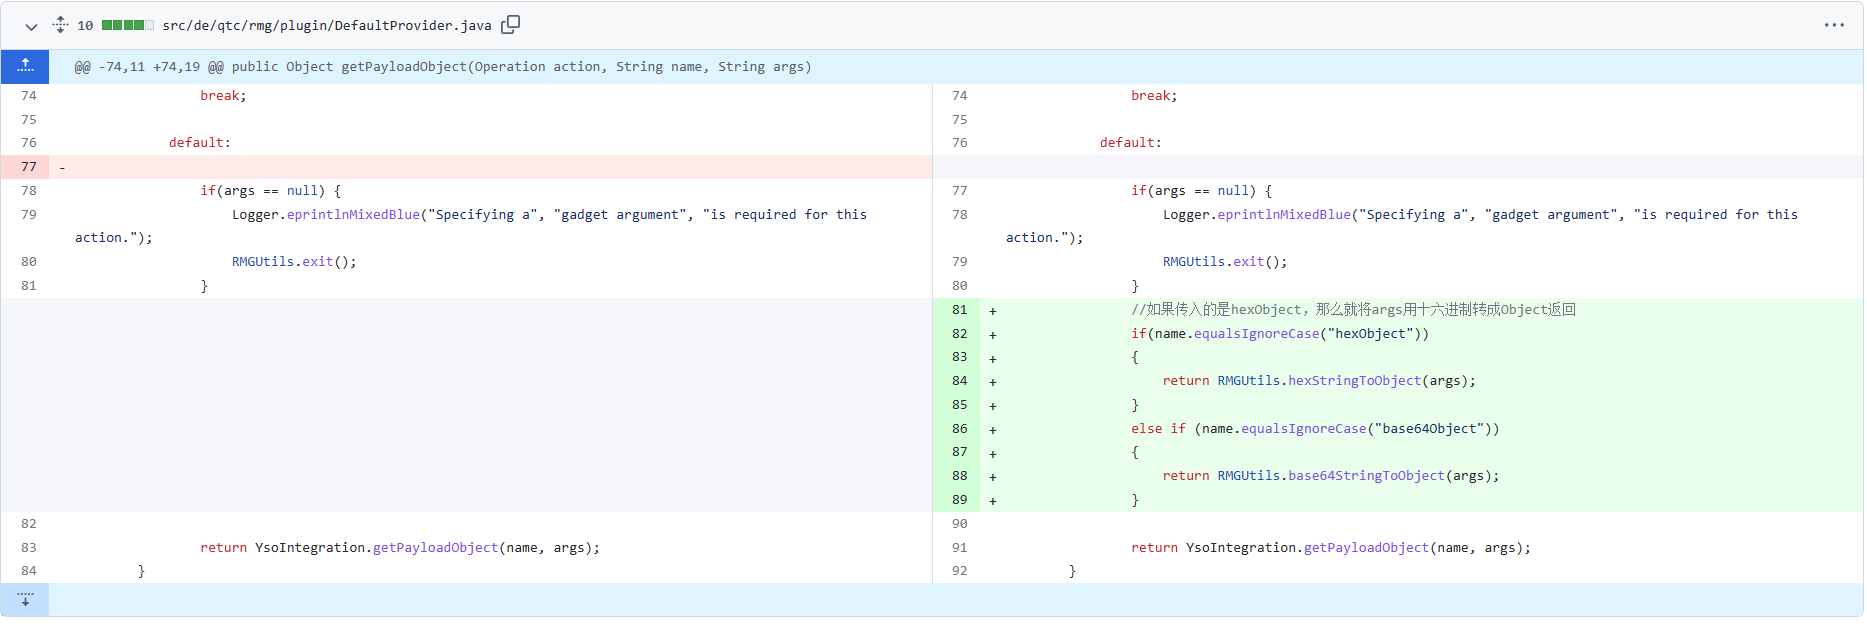 10 src/de/qtc/rmg/plugin/DefaultProvider.java
@@ -74,11 +74,19 @@ public Object getPayloadObject(Operation action, String name, String args)
74 break;
75
76 default:
77 -
78 if(args == null) {
79 Logger.eprintlnMixedBlue("Specifying a", "gadget argument", "is required for this
action.");
80 RMGUtils.exit();
81 }
82
83 return YsoIntegration.getPayloadObject(name, args);
84 }
74 break;
75
76 default:
77 if(args == null) {
78 Logger.eprintlnMixedBlue("Specifying a", "gadget argument", "is required for this
action.");
79 RMGUtils.exit();
80 }
81 + //如果传入的是hexObject，那么就将args用十六进制转成Object返回
82 + if(name.equalsIgnoreCase("hexObject"))
83 + {
84 + return RMGUtils.hexStringToObject(args);
85 + }
86 + else if (name.equalsIgnoreCase("base64Object"))
87 + {
88 + return RMGUtils.base64StringToObject(args);
89 + }
90
91 return YsoIntegration.getPayloadObject(name, args);
92 }